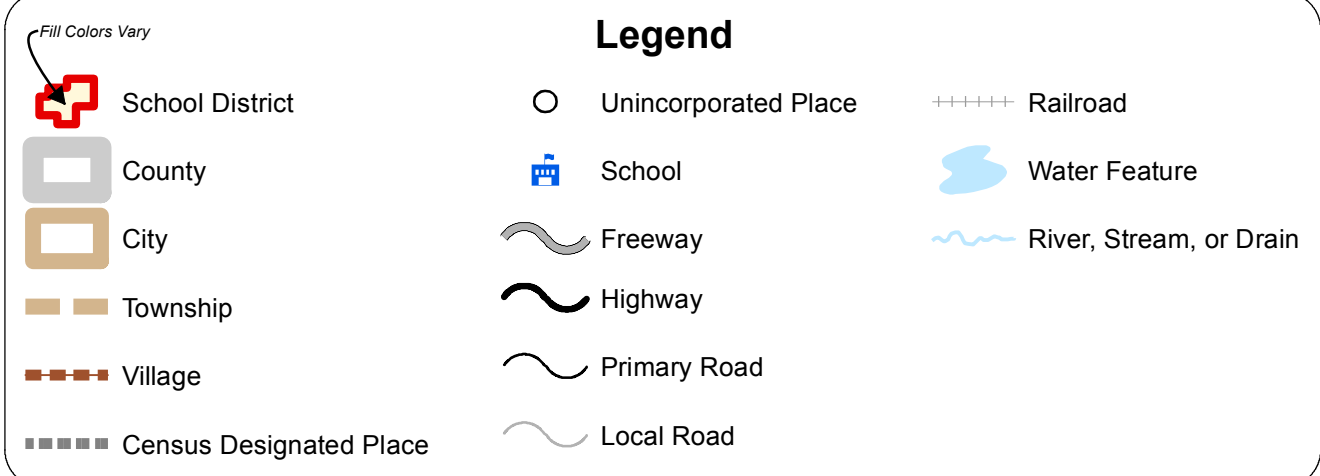 Fill Colors Vary
Legend
School District
County
City
Township
Village
Census Designated Place
Unincorporated Place
School
Freeway
Highway
Primary Road
Local Road
Railroad
Water Feature
River, Stream, or Drain